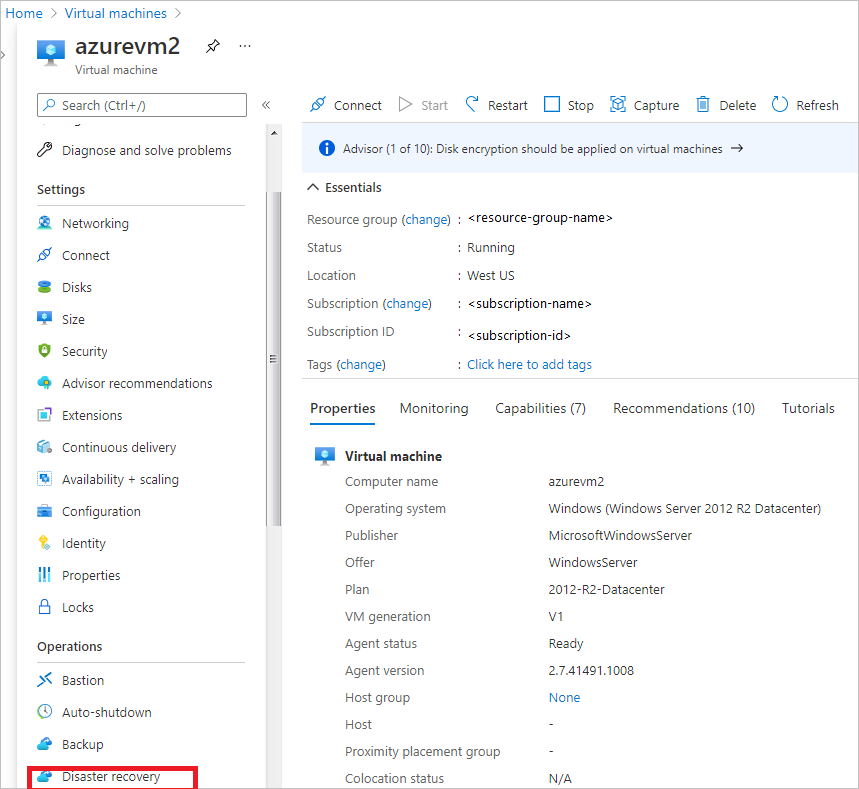 Home > Virtual machines >
azurevm2 ...
Virtual machine
Search (Ctrl+/) «
Diagnose and solve problems
Settings
Networking
Connect
Disks
Size
Security
Advisor recommendations
Extensions
Continuous delivery
Availability + scaling
Configuration
Identity
Properties
Locks
Operations
Bastion
Auto-shutdown
Backup
Disaster recovery
Connect Start Restart Stop Capture Delete Refresh
Advisor (1 of 10): Disk encryption should be applied on virtual machines →
Essentials
Resource group (change) : <resource-group-name>
Status : Running
Location : West US
Subscription (change) : <subscription-name>
Subscription ID : <subscription-id>
Tags (change) : Click here to add tags
Properties Monitoring Capabilities (7) Recommendations (10) Tutorials
Virtual machine
Computer name azurevm2
Operating system Windows (Windows Server 2012 R2 Datacenter)
Publisher MicrosoftWindowsServer
Offer WindowsServer
Plan 2012-R2-Datacenter
VM generation V1
Agent status Ready
Agent version 2.7.41491.1008
Host group None
Host -
Proximity placement group -
Colocation status N/A